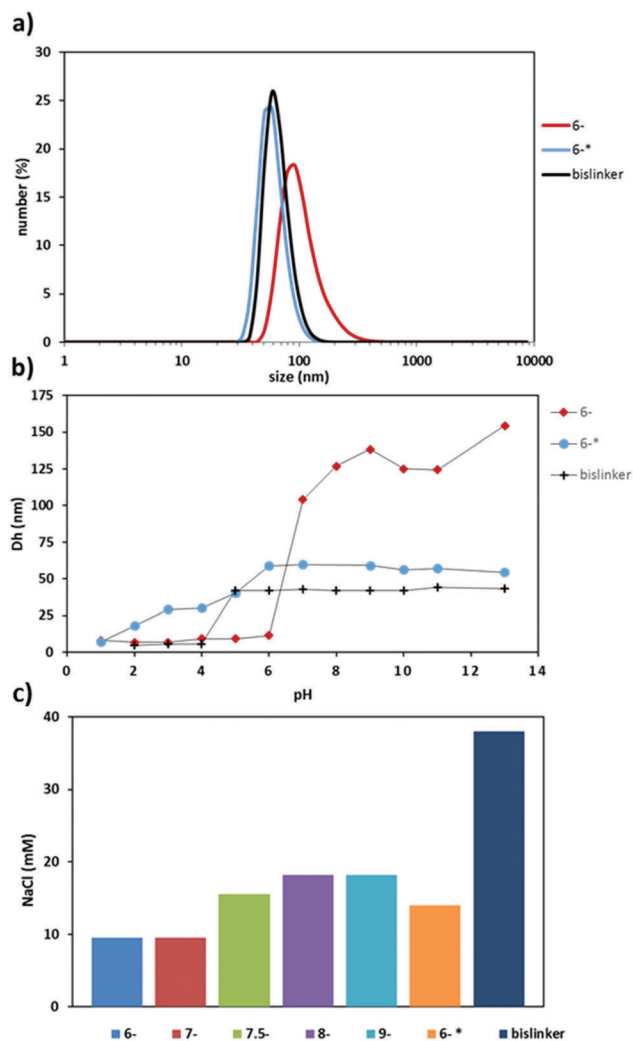 a)
30
25
20
15
10
5
0
number (%)
1 10 100 1000 10000
size (nm)
6-
6-*
bislinker
b)
175
150
125
100
75
50
25
0
Dh (nm)
0 2 4 6 8 10 12 14
pH
6-
6-*
bislinker
c)
40
30
20
10
0
NaCl (mM)
6- 7- 7.5- 8- 9- 6- * bislinker